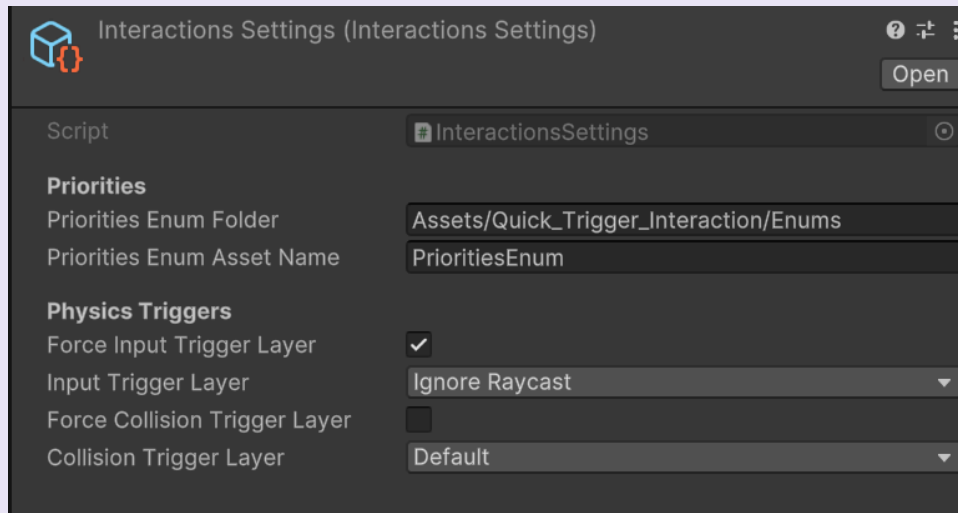 Interactions Settings (Interactions Settings)
Open
Script InteractionsSettings
Priorities
Priorities Enum Folder Assets/Quick_Trigger_Interaction/Enums
Priorities Enum Asset Name PrioritiesEnum
Physics Triggers
Force Input Trigger Layer
Input Trigger Layer Ignore Raycast
Force Collision Trigger Layer
Collision Trigger Layer Default